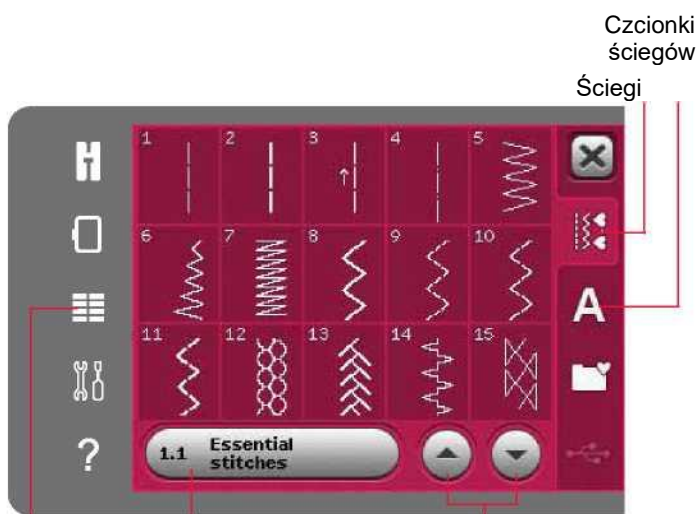 Czcionki
ściegów
Ściegi
1 2 3 4 5
6 7 8 9 10
A
11 12 13 14 15
?
1.1 Essential
stitches